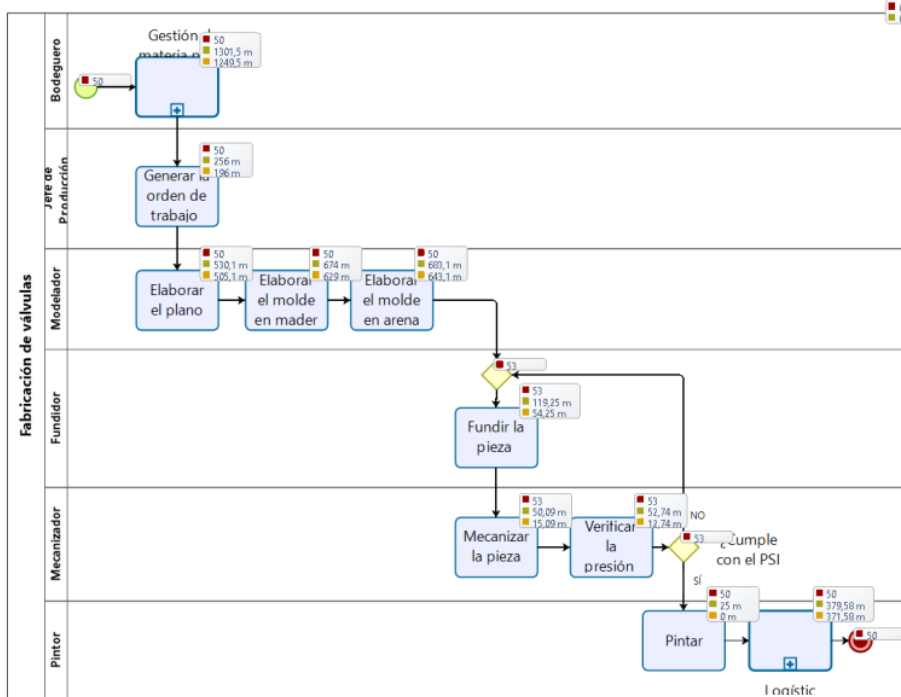 Fabricación de válvulas
Bodeguero
50
Gestión d
materia p
50
1301,5 m
1249,5 m
Jefe de
Producción
Generar la
orden de
trabajo
50
256 m
196 m
Modelador
Elaborar
el plano
50
530,1 m
505,1 m
Elaborar
el molde
en mader
50
674 m
629 m
Elaborar
el molde
en arena
50
683,1 m
643,1 m
Fundidor
53
Fundir la
pieza
53
119,25 m
54,25 m
Mecanizador
Mecanizar
la pieza
53
50,09 m
15,09 m
Verificar
la
presión
53
52,74 m
12,74 m
NO
53
¿Cumple
con el PSI
SÍ
Pintor
Pintar
50
25 m
0 m
50
379,58 m
371,58 m
50
Logístic